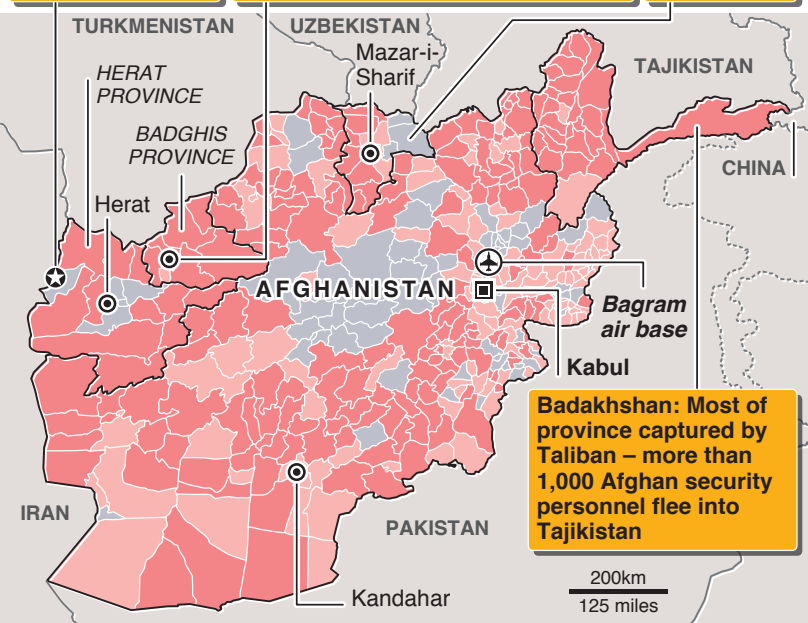 TURKMENISTAN
UZBEKISTAN
Mazar-i-
Sharif
TAJIKISTAN
HERAT
PROVINCE
BADGHIS
PROVINCE
CHINA
Herat
AFGHANISTAN
Bagram
air base
Kabul
Badakhshan: Most of
province captured by
Taliban – more than
1,000 Afghan security
personnel flee into
Tajikistan
IRAN
PAKISTAN
200km
125 miles
Kandahar